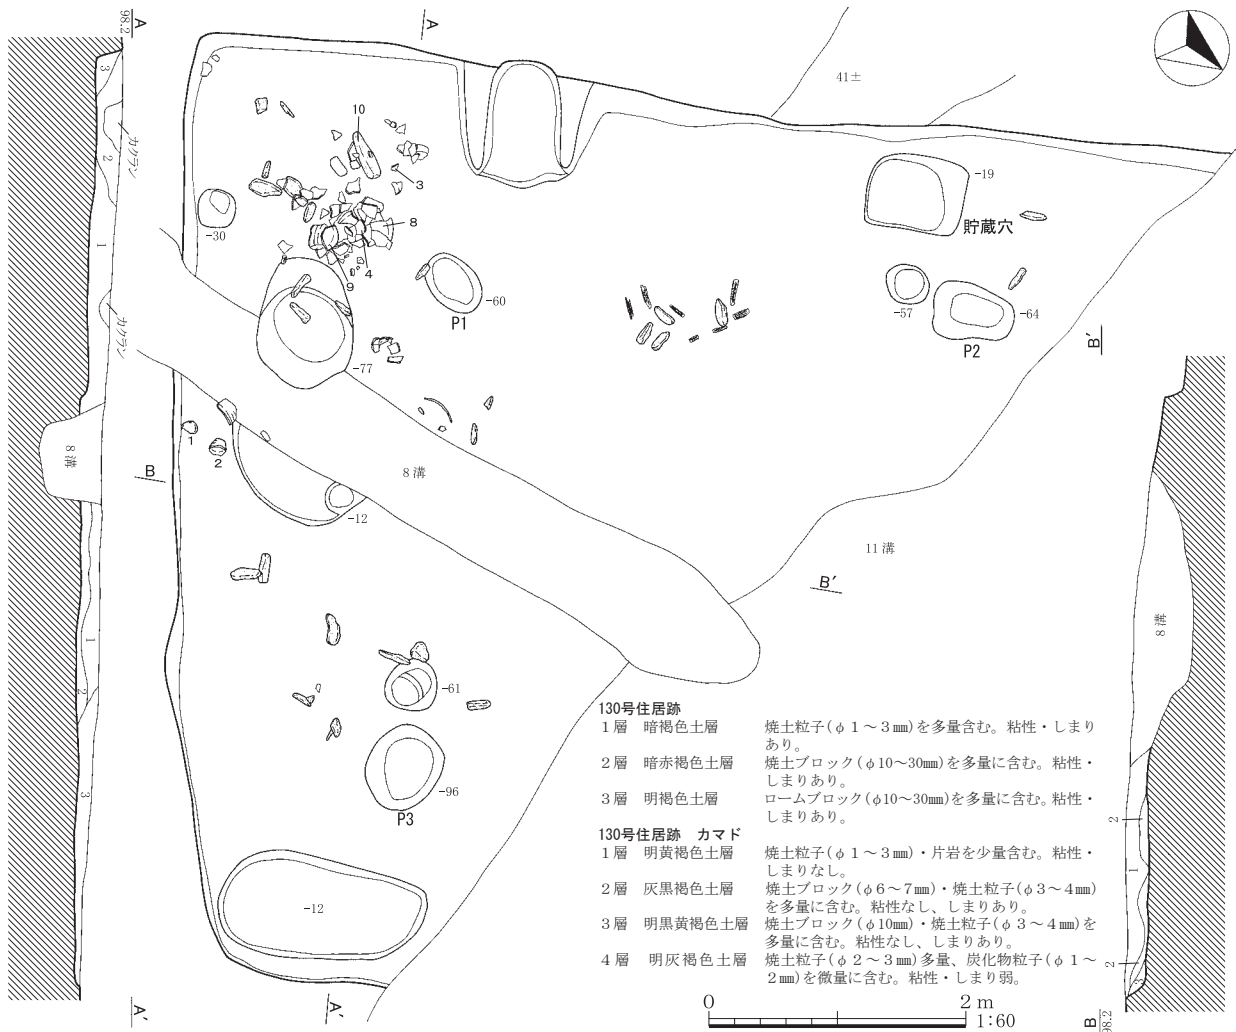 98.2
A
A
41±
3
カクラン
2
10
3
-19
貯蔵穴
1
-30
8
4
9
-60
P1
-57
-64
P2
カクラン
-77
B'
8溝
1
2
B
8溝
-12
11溝
B'
8溝
1
2
-61
3
-96
P3
-12
130号住居跡
1層 暗褐色土層 焼土粒子(φ1～3㎜)を多量含む。粘性・しまり
あり。
2層 暗赤褐色土層 焼土ブロック(φ10～30㎜)を多量に含む。粘性・
しまりあり。
3層 明褐色土層 ロームブロック(φ10～30㎜)を多量に含む。粘性・
しまりあり。
130号住居跡 カマド
1層 明黄褐色土層 焼土粒子(φ1～3㎜)・片岩を少量含む。粘性・
しまりなし。
2層 灰黒褐色土層 焼土ブロック(φ6～7㎜)・焼土粒子(φ3～4㎜)
を多量に含む。粘性なし、しまりあり。
3層 明黒黄褐色土層 焼土ブロック(φ10㎜)・焼土粒子(φ3～4㎜)を
多量に含む。粘性なし、しまりあり。
4層 明灰褐色土層 焼土粒子(φ2～3㎜)多量、炭化物粒子(φ1～
2㎜)を微量に含む。粘性・しまり弱。
2
1
2
3
A'
A'
0 2m
1:60
B
98.2